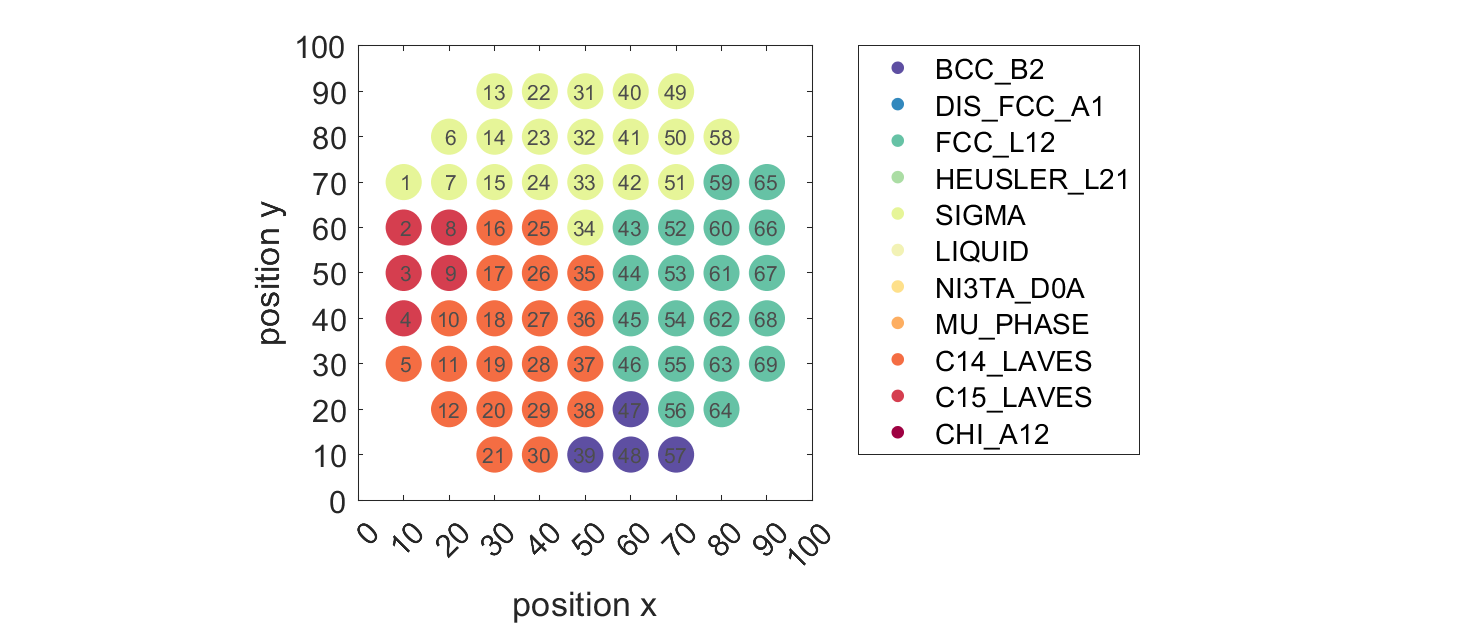 100
90
80
70
60
50
40
30
20
10
0
position y
13 22 31 40 49
6 14 23 32 41 50 58
1 7 15 24 33 42 51 59 65
2 8 16 25 34 43 52 60 66
3 9 17 26 35 44 53 61 67
4 10 18 27 36 45 54 62 68
5 11 19 28 37 46 55 63 69
12 20 29 38 47 56 64
21 30 39 48 57
0 10 20 30 40 50 60 70 80 90 100
position x
BCC_B2
DIS_FCC_A1
FCC_L12
HEUSLER_L21
SIGMA
LIQUID
NI3TA_D0A
MU_PHASE
C14_LAVES
C15_LAVES
CHI_A12